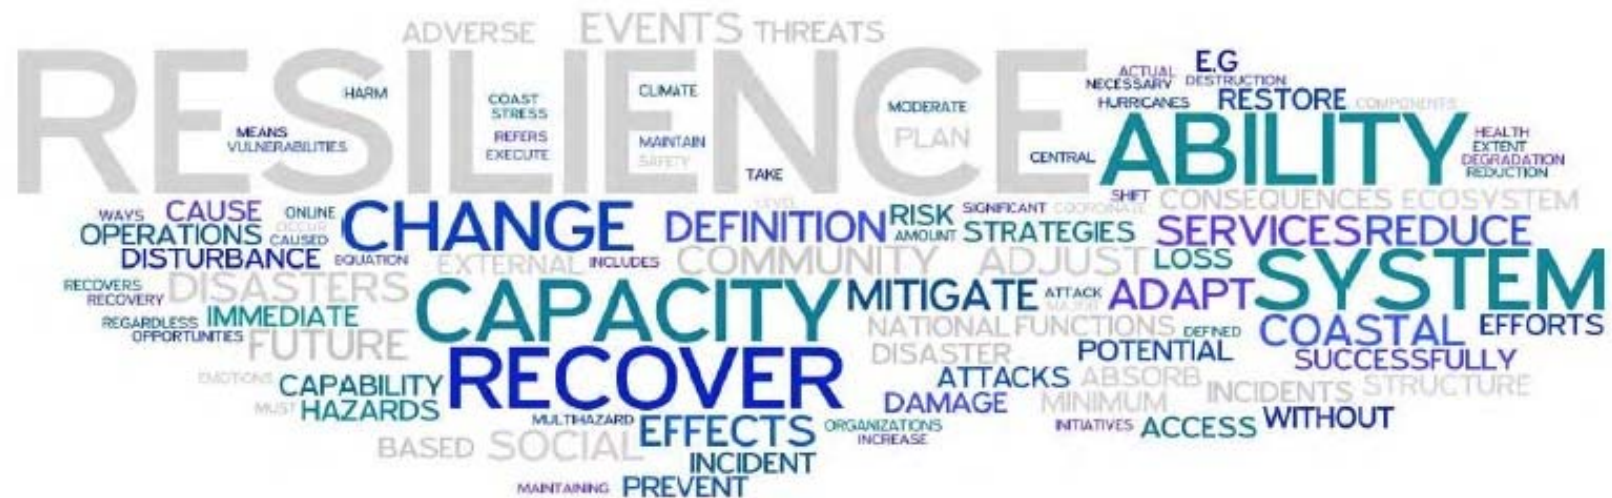 ADVERSE EVENTS THREATS
RESILIENCE
E.G
ACTUAL
NECESSARY DESTRUCTION
HARM
COAST
STRESS
CLIMATE
MODERATE
HURRICANES RESTORE COMPONENTS
MEANS
VULNERABILITIES
REFERS
EXECUTE
MAINTAIN
SAFETY
TAKE
PLAN
CENTRAL
ABILITY
HEALTH
EXTENT
DEGRADATION
REDUCTION
SHIFT CONSEQUENCES ECOSYSTEM
WAYS CAUSE ONLINE
OCCUR
OPERATIONS CAUSED
CHANGE
LEVEL
DEFINITION
RISK SIGNIFICANT COORDINATE
AMOUNT STRATEGIES
SERVICES REDUCE
DISTURBANCE EQUATION
EXTERNAL INCLUDES COMMUNITY ADJUST LOSS
SYSTEM
RECOVERS
RECOVERY
DISASTERS
CAPACITY
MITIGATE ATTACK ADAPT
MAJOR
REGARDLESS IMMEDIATE
OPPORTUNITIES
FUTURE
NATIONAL FUNCTIONS DEFINED
COASTAL EFFORTS
DISASTER POTENTIAL SUCCESSFULLY
EMOTIONS CAPABILITY
RECOVER
ATTACKS ABSORB INCIDENTS STRUCTURE
MUST HAZARDS
DAMAGE MINIMUM
MULTIHAZARD
EFFECTS
ORGANIZATIONS
INCREASE
INITIATIVES ACCESS WITHOUT
BASED SOCIAL
INCIDENT
MAINTAINING PREVENT